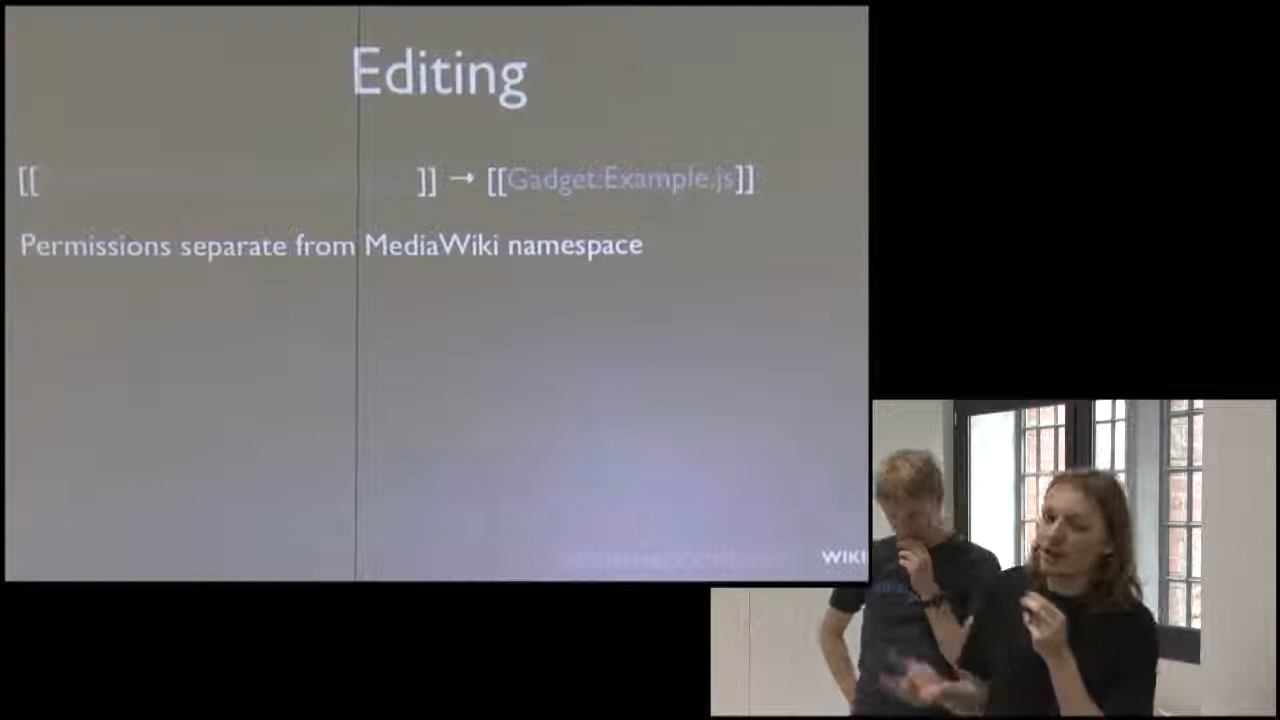 Editing
[[ ]] → [[Gadget:Example.js]]
Permissions separate from MediaWiki namespace
WIKI